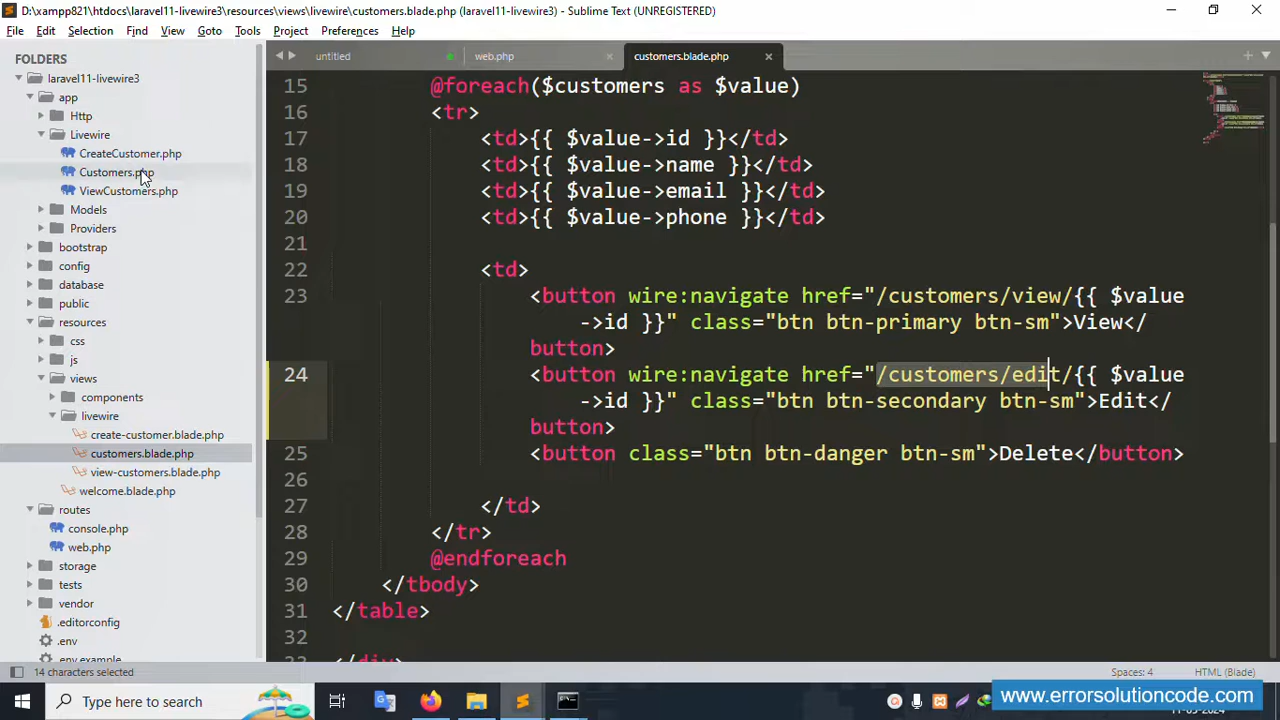 D:\xampp821\htdocs\laravel11-livewire3\resources\views\livewire\customers.blade.php (laravel11-livewire3) - Sublime Text (UNREGISTERED)
File Edit Selection Find View Goto Tools Project Preferences Help
FOLDERS
laravel11-livewire3
app
Http
Livewire
CreateCustomer.php
Customers.php
ViewCustomers.php
Models
Providers
bootstrap
config
database
public
resources
css
js
views
components
livewire
create-customer.blade.php
customers.blade.php
view-customers.blade.php
welcome.blade.php
routes
console.php
web.php
storage
tests
vendor
.editorconfig
.env
.env.example
untitled web.php customers.blade.php
15 @foreach($customers as $value)
16 <tr>
17 <td>{{ $value->id }}</td>
18 <td>{{ $value->name }}</td>
19 <td>{{ $value->email }}</td>
20 <td>{{ $value->phone }}</td>
21
22 <td>
23 <button wire:navigate href="/customers/view/{{ $value
->id }}" class="btn btn-primary btn-sm">View</
button>
24 <button wire:navigate href="/customers/edit/{{ $value
->id }}" class="btn btn-secondary btn-sm">Edit</
button>
25 <button class="btn btn-danger btn-sm">Delete</button>
26
27 </td>
28 </tr>
29 @endforeach
30 </tbody>
31 </table>
32
33 </div>
14 characters selected Spaces: 4 HTML (Blade)
Type here to search
www.errorsolutioncode.com